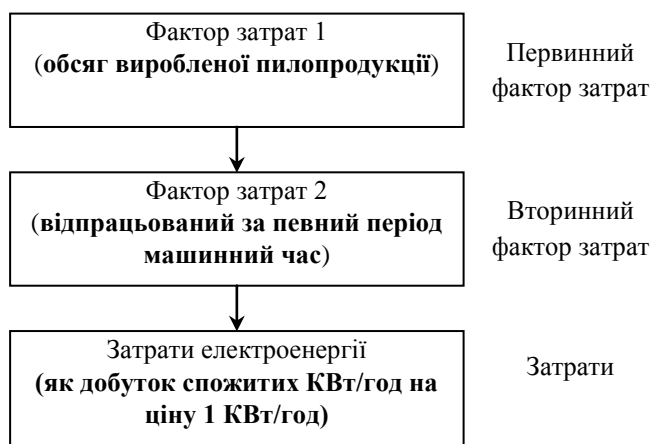 Фактор затрат 1
(обсяг виробленої пилопродукції)
Первинний
фактор затрат
Фактор затрат 2
(відпрацьований за певний період
машинний час)
Вторинний
фактор затрат
Затрати електроенергії
(як добуток спожитих КВт/год на
ціну 1 КВт/год)
Затрати